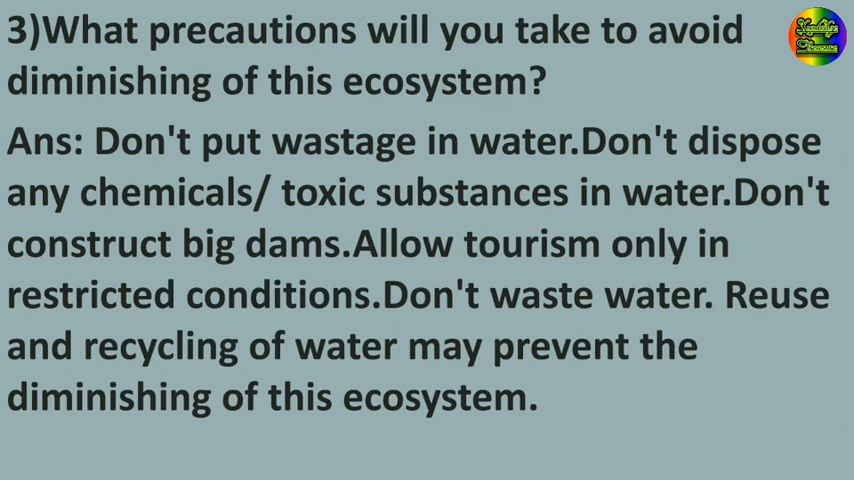 3)What precautions will you take to avoid
diminishing of this ecosystem?
Ans: Don't put wastage in water.Don't dispose
any chemicals/ toxic substances in water.Don't
construct big dams.Allow tourism only in
restricted conditions.Don't waste water. Reuse
and recycling of water may prevent the
diminishing of this ecosystem.